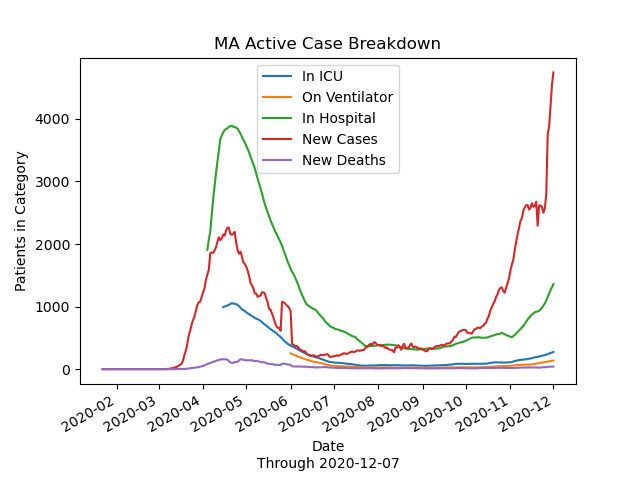 MA Active Case Breakdown
In ICU
On Ventilator
In Hospital
New Cases
New Deaths
Patients in Category
4000
3000
2000
1000
0
2020-02
2020-03
2020-04
2020-05
2020-06
2020-07
2020-08
2020-09
2020-10
2020-11
2020-12
Date
Through 2020-12-07